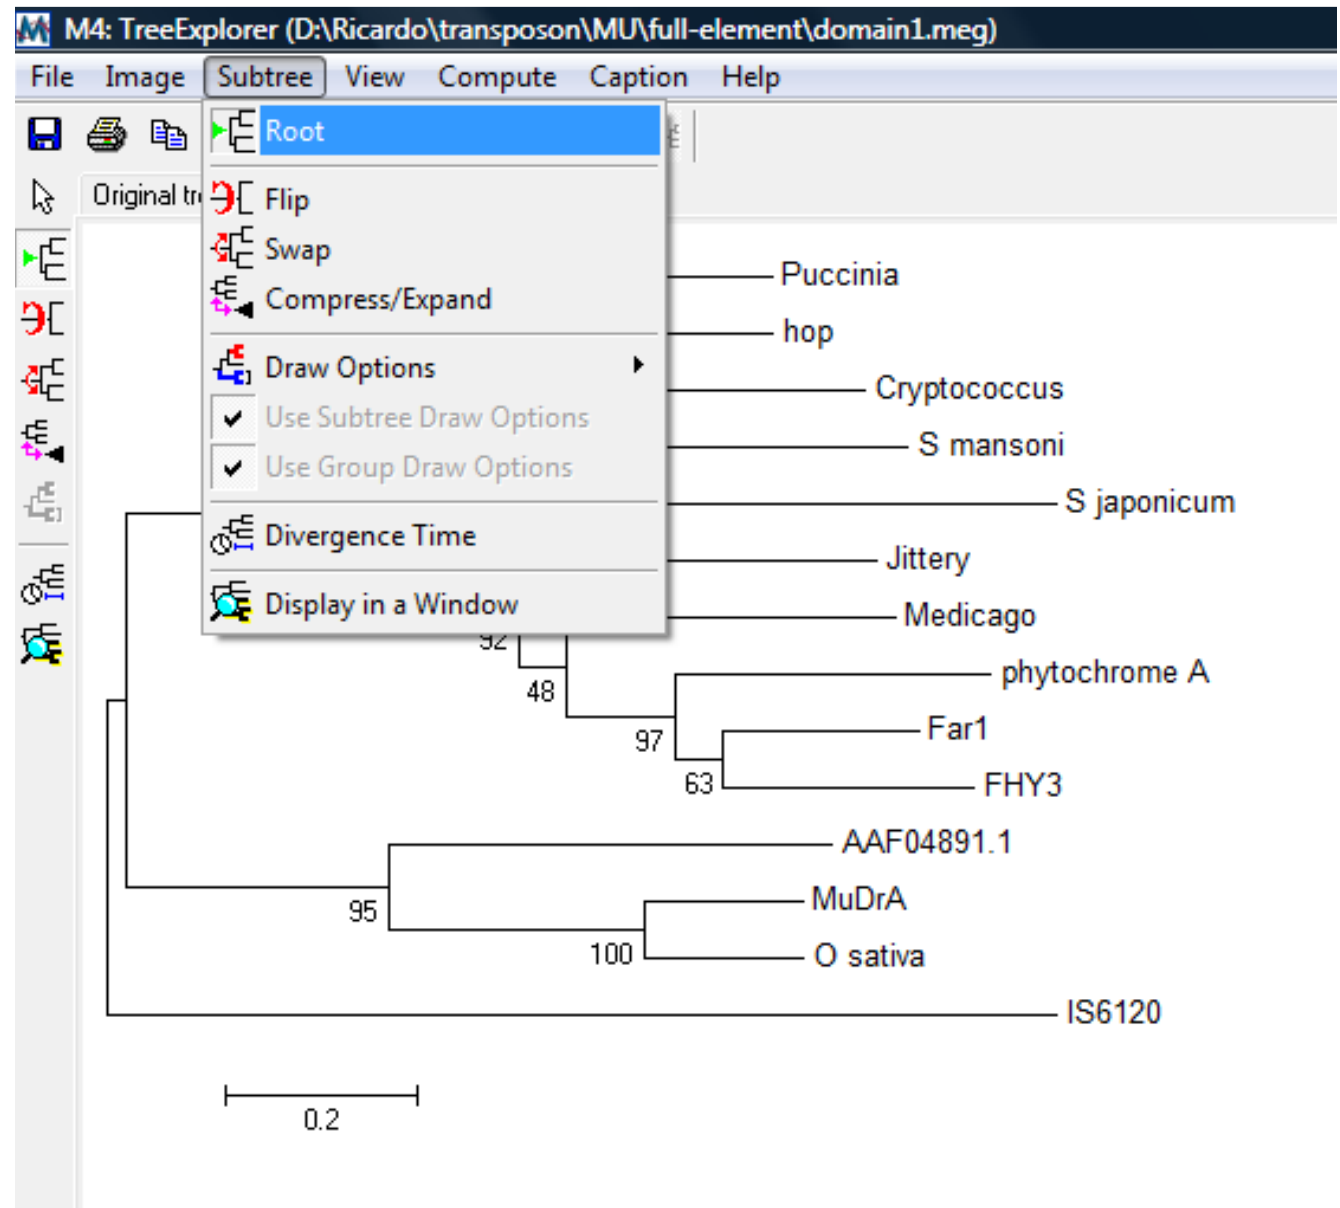 M4: TreeExplorer (D:\Ricardo\transposon\MU\full-element\domain1.meg)
File Image Subtree View Compute Caption Help
Root
Original
Flip
Swap
Compress/Expand
Draw Options
Use Subtree Draw Options
Use Group Draw Options
Divergence Time
Display in a Window
Puccinia
hop
Cryptococcus
S mansoni
S japonicum
Jittery
Medicago
92
phytochrome A
48
Far1
97
63
FHY3
AAF04891.1
MuDrA
95
100
O sativa
IS6120
0.2